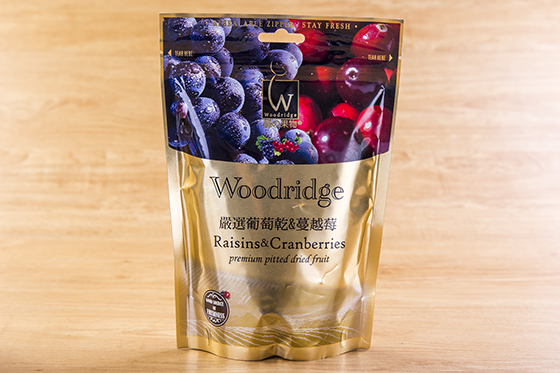 RESEALABLE ZIPPER STAY FRESH •
TEAR HERE
TEAR HERE
W
Woodridge
Woodridge
嚴選葡萄乾&蔓越莓
Raisins&Cranberries
premium pitted dried fruit
FRESHNESS